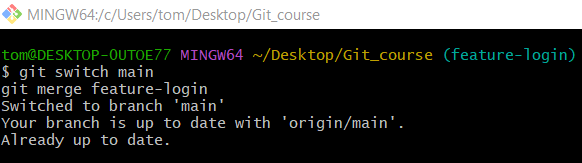 MINGW64:/c/Users/tom/Desktop/Git_course
tom@DESKTOP-OUTOE77 MINGW64 ~/Desktop/Git_course (feature-login)
$ git switch main
git merge feature-login
Switched to branch 'main'
Your branch is up to date with 'origin/main'.
Already up to date.